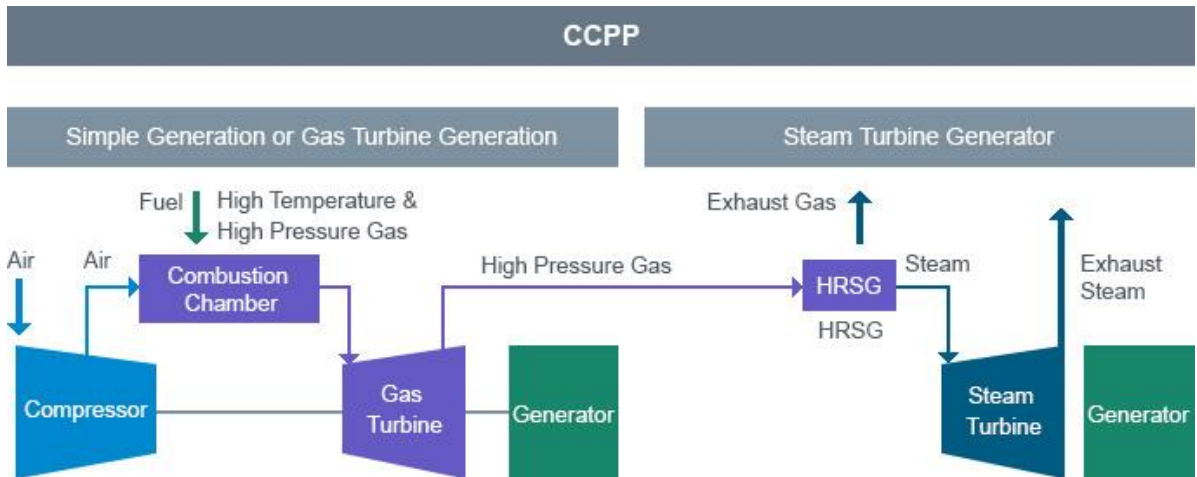 CCPP
Simple Generation or Gas Turbine Generation
Steam Turbine Generator
Fuel
High Temperature &
High Pressure Gas
Exhaust Gas
Air
Air
Combustion
Chamber
High Pressure Gas
HRSG
Steam
Exhaust
Steam
HRSG
Compressor
Gas
Turbine
Generator
Steam
Turbine
Generator